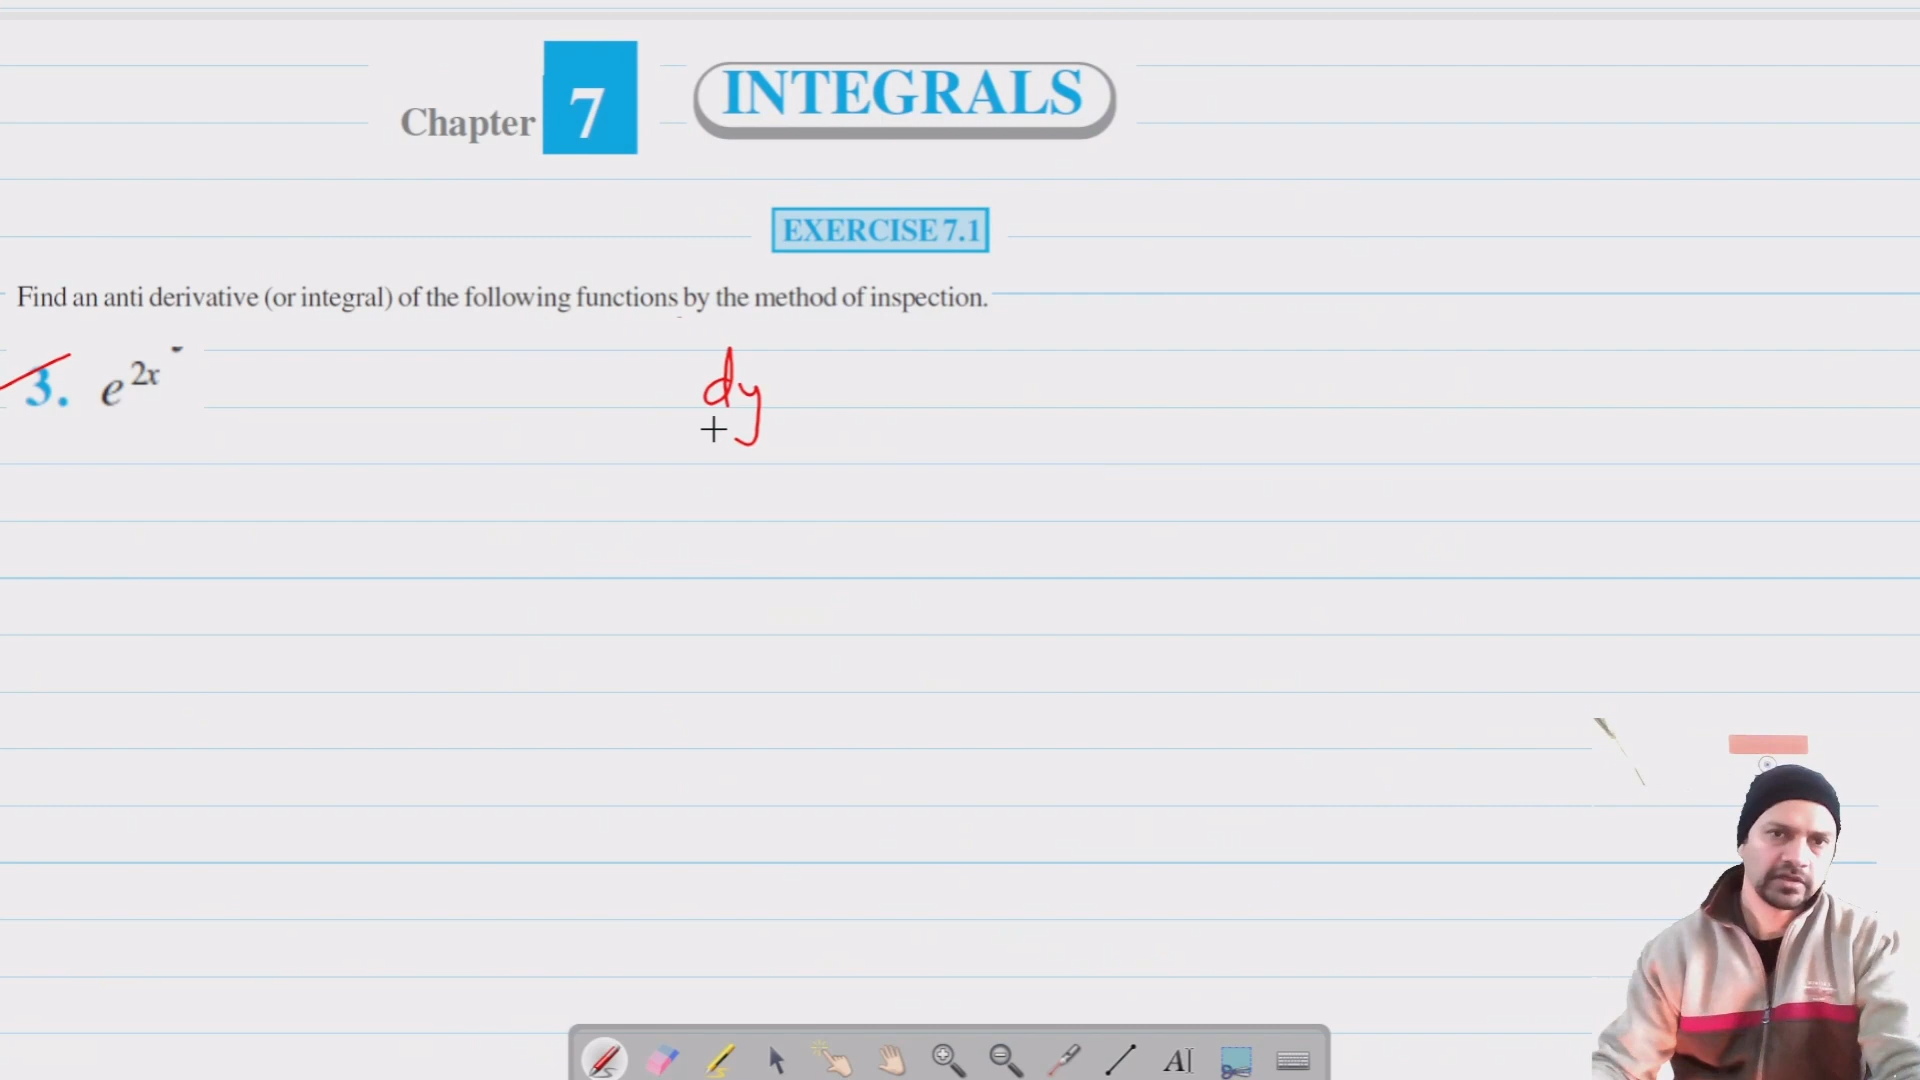 Chapter 7 INTEGRALS
EXERCISE 7.1
Find an anti derivative (or integral) of the following functions by the method of inspection.
3. e^2x
dy
AI